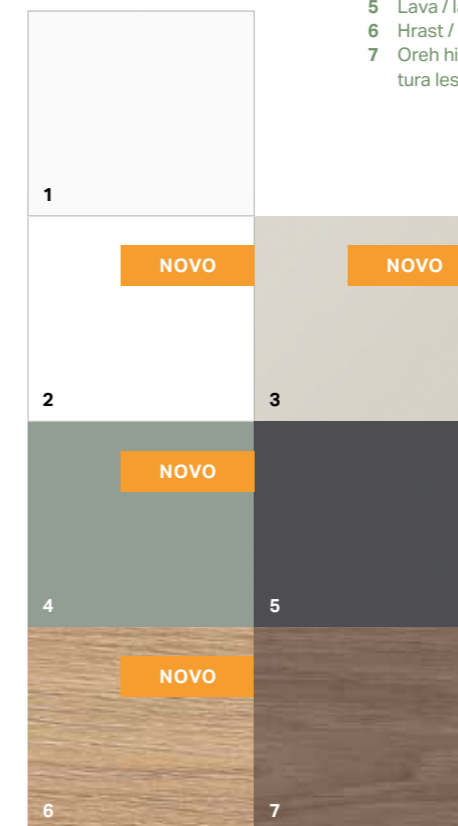 5 Lava / l
6 Hrast /
7 Oreh hi
tura les
1
NOVO
NOVO
2
3
NOVO
4
5
NOVO
6
7